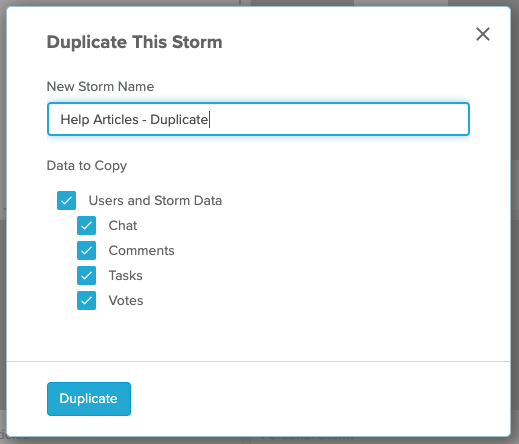 Duplicate This Storm
New Storm Name
Help Articles - Duplicate
Data to Copy
Users and Storm Data
Chat
Comments
Tasks
Votes
Duplicate